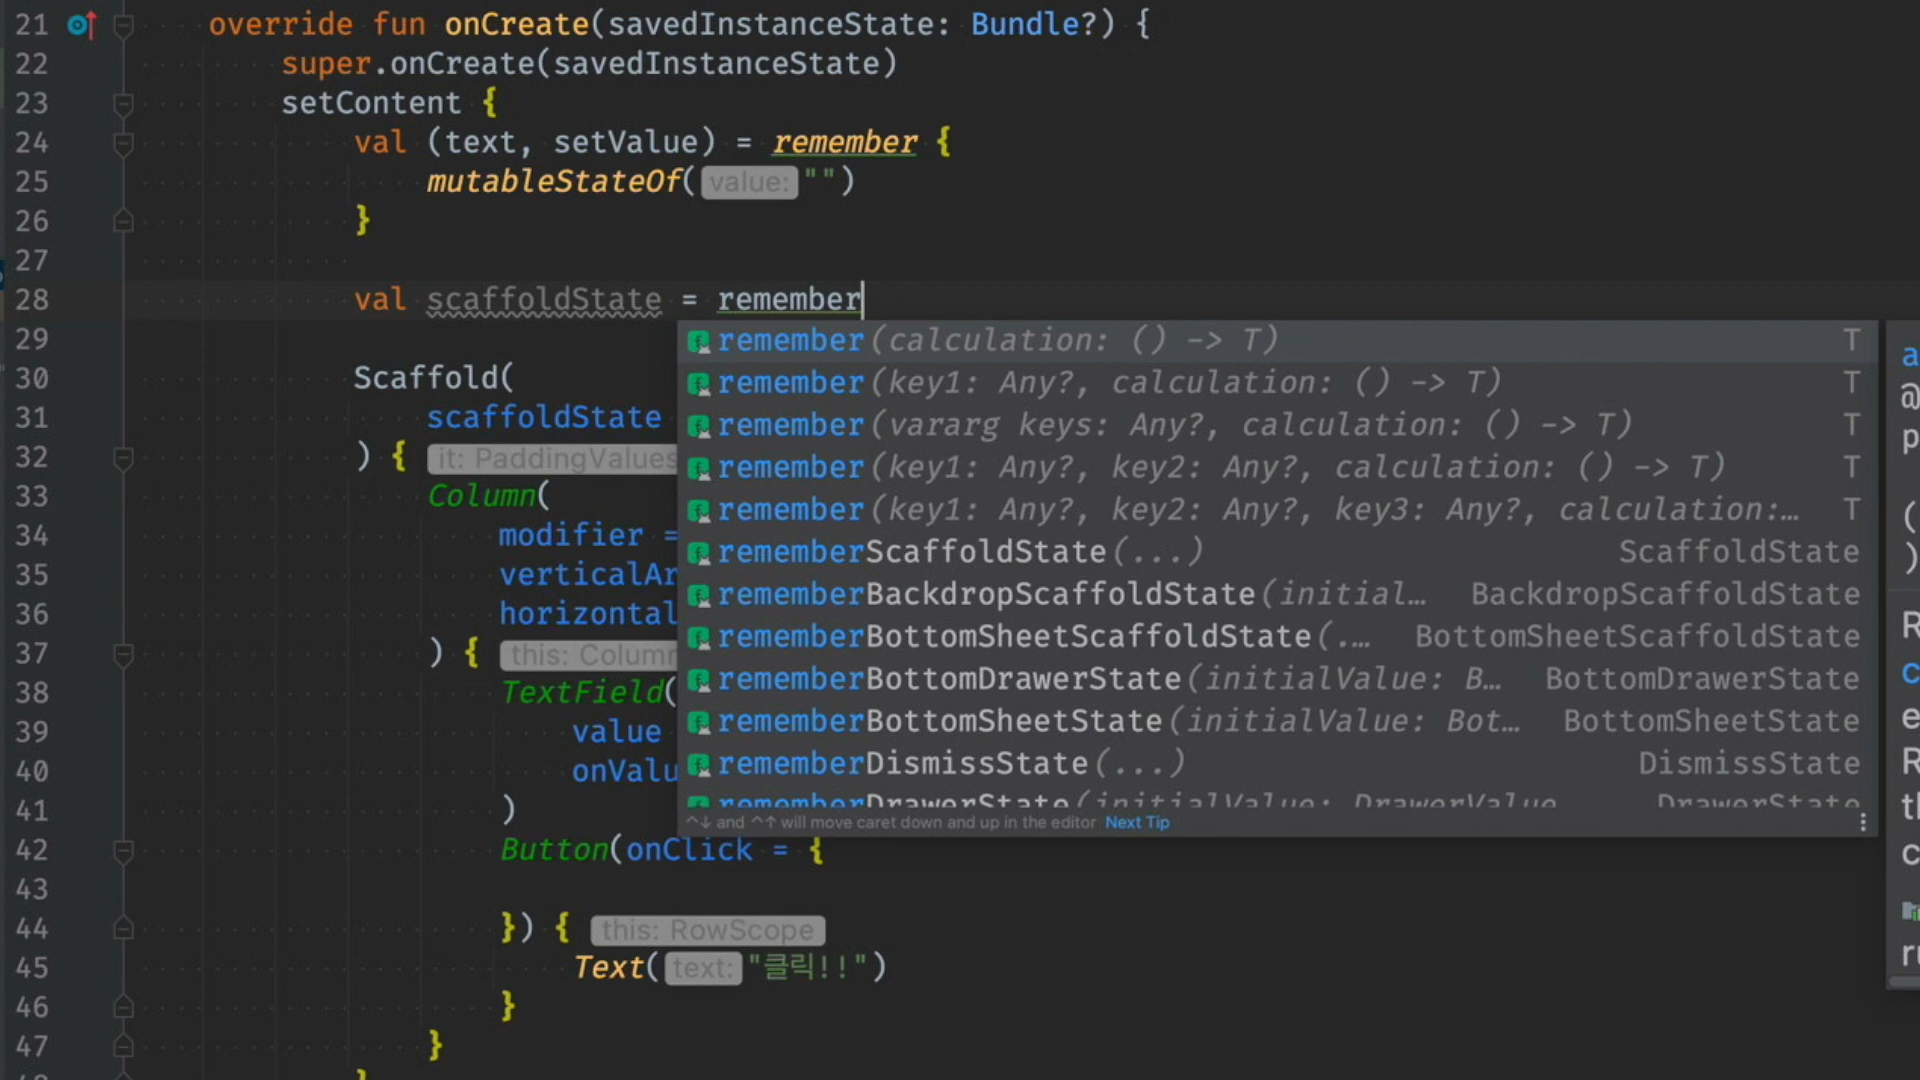 21 override fun onCreate(savedInstanceState: Bundle?) {
22 super.onCreate(savedInstanceState)
23 setContent {
24 val (text, setValue) = remember {
25 mutableStateOf( value: "")
26 }
27
28 val scaffoldState = remember
29
30 Scaffold(
31 scaffoldState
32 ) { it: PaddingValues
33 Column(
34 modifier =
35 verticalAr
36 horizontal
37 ) { this: Column
38 TextField(
39 value
40 onValu
41 )
42 Button(onClick = {
43
44 }) { this: RowScope
45 Text( text: "클릭!!")
46 }
47 }
remember(calculation: () -> T) T
remember(key1: Any?, calculation: () -> T) T
remember(vararg keys: Any?, calculation: () -> T) T
remember(key1: Any?, key2: Any?, calculation: () -> T) T
remember(key1: Any?, key2: Any?, key3: Any?, calculation:… T
rememberScaffoldState(...) ScaffoldState
rememberBackdropScaffoldState(initial… BackdropScaffoldState
rememberBottomSheetScaffoldState(.… BottomSheetScaffoldState
rememberBottomDrawerState(initialValue: B… BottomDrawerState
rememberBottomSheetState(initialValue: Bot… BottomSheetState
rememberDismissState(...) DismissState
rememberDrawerState(initialValue: DrawerValue DrawerState
^↓ and ^↑ will move caret down and up in the editor Next Tip
a
@
p
(
)
R
c
e
R
th
c